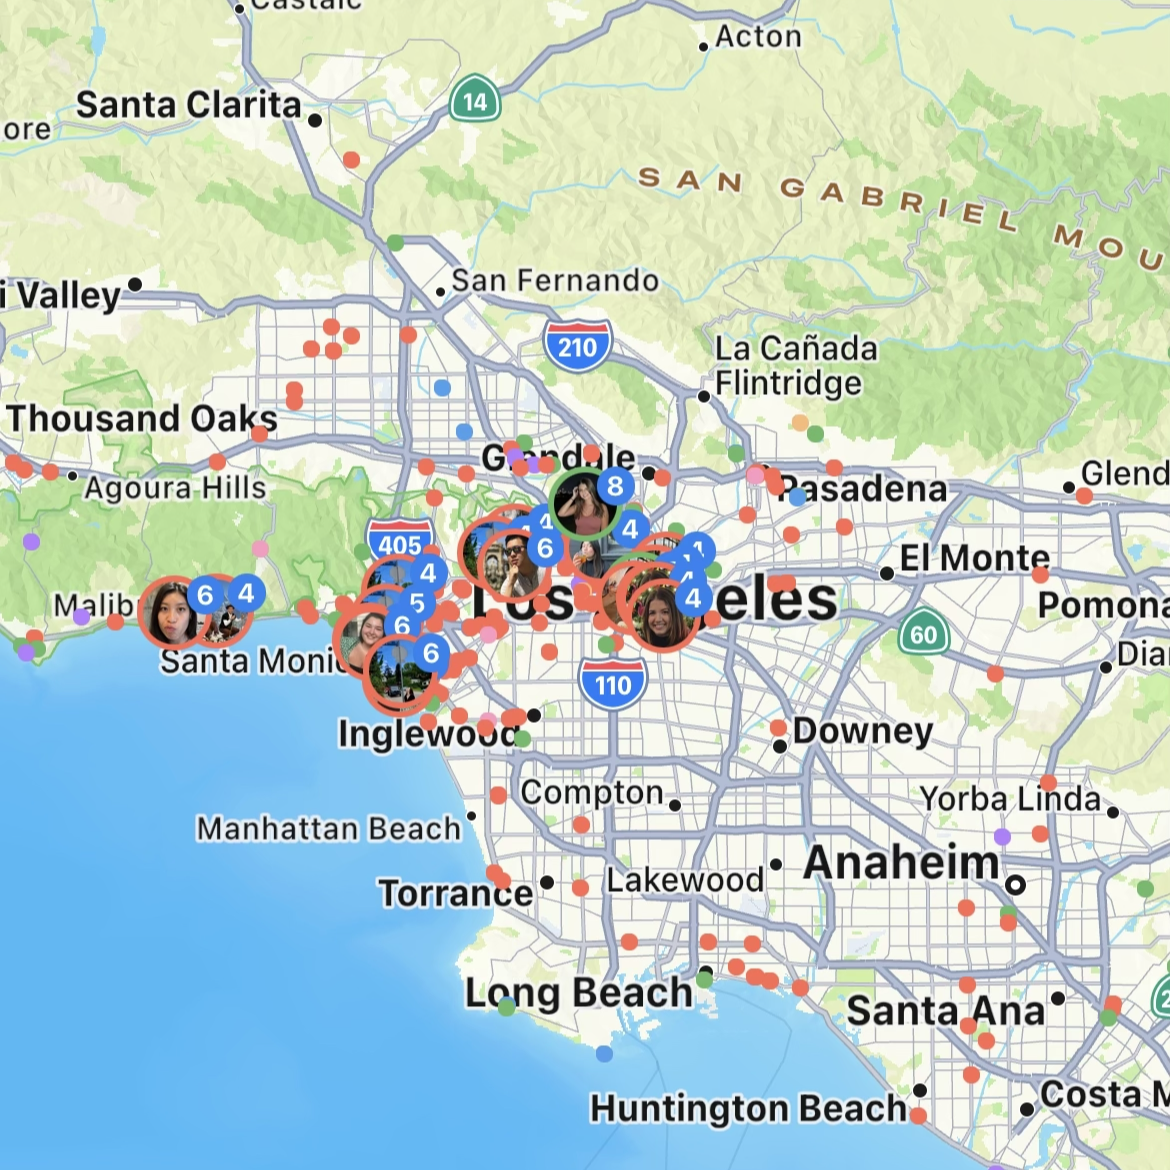 Castaic
Acton
14
Santa Clarita
ore
SAN GABRIEL MOU
San Fernando
i Valley
210
La Cañada
Flintridge
Thousand Oaks
Glendale
Agoura Hills
Glend
Pasadena
8
4
4
6
405
El Monte
4
4
6
4
5
4
Malib
Los
eles
Pomona
6
60
Santa Moni
6
Dia
110
Inglewood
Downey
Compton
Yorba Linda
Manhattan Beach
Anaheim
Torrance
Lakewood
Long Beach
Santa Ana
2
Costa M
Huntington Beach